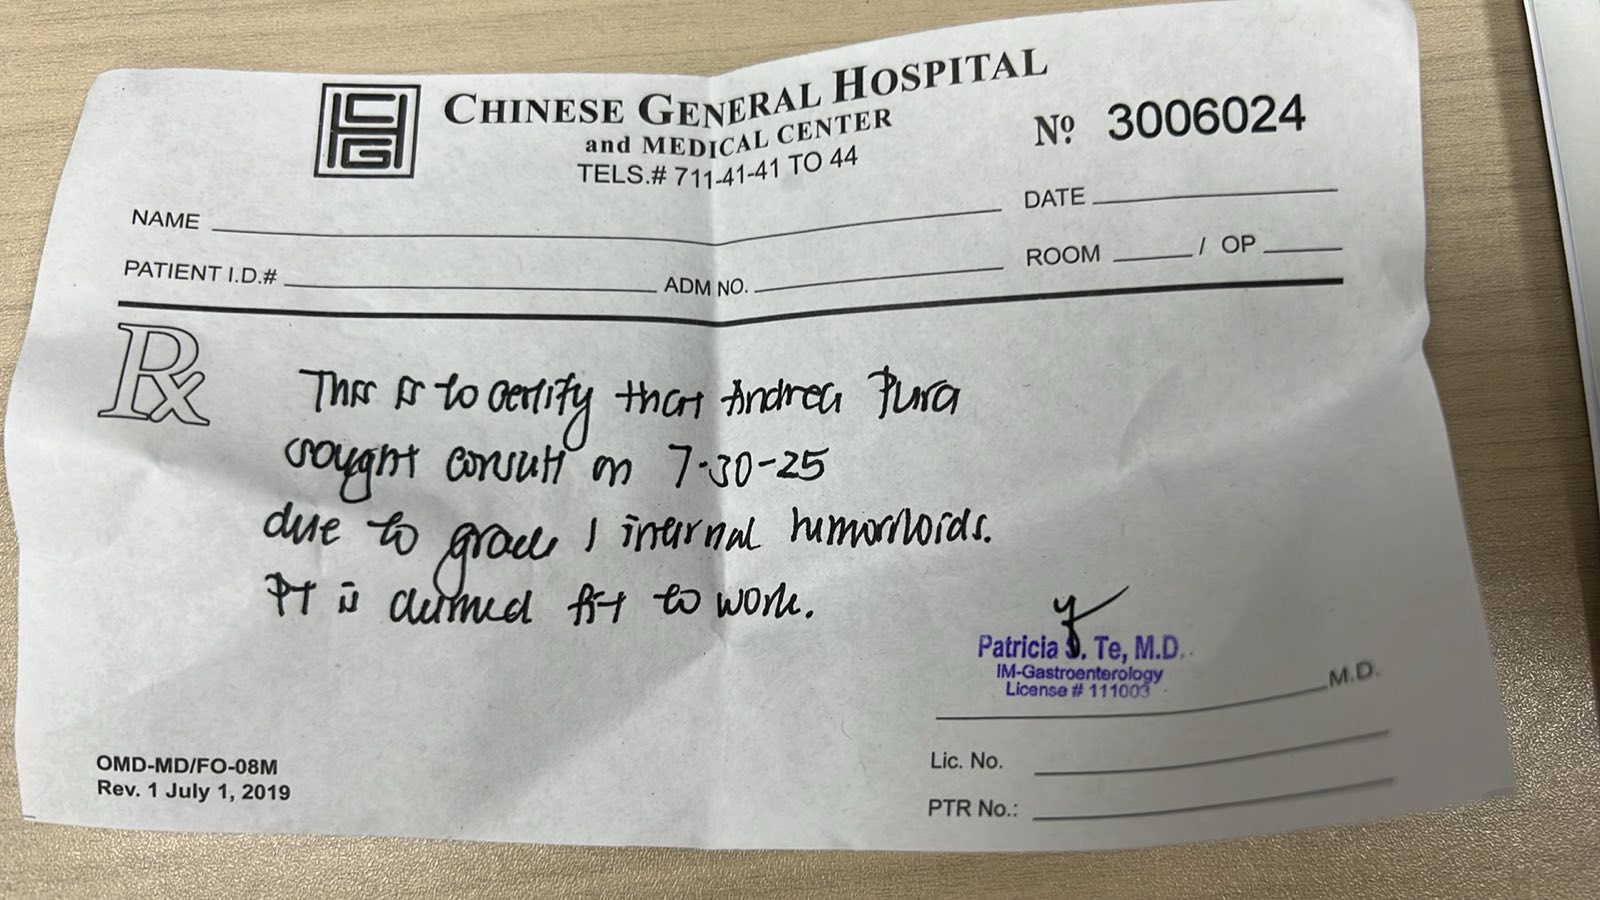 CHG
CHINESE GENERAL HOSPITAL
and MEDICAL CENTER
TELS.# 711-41-41 TO 44
Nº 3006024
NAME
DATE
PATIENT I.D.#
ADM NO.
ROOM / OP
Rx
This is to certify that Andrea Pura
sought consult on 7-30-25
due to grade 1 internal hemorrhoids.
PT is deemed fit to work.
Patricia Te, M.D.
IM-Gastroenterology
License # 111003
M.D.
Lic. No.
PTR No.:
OMD-MD/FO-08M
Rev. 1 July 1, 2019